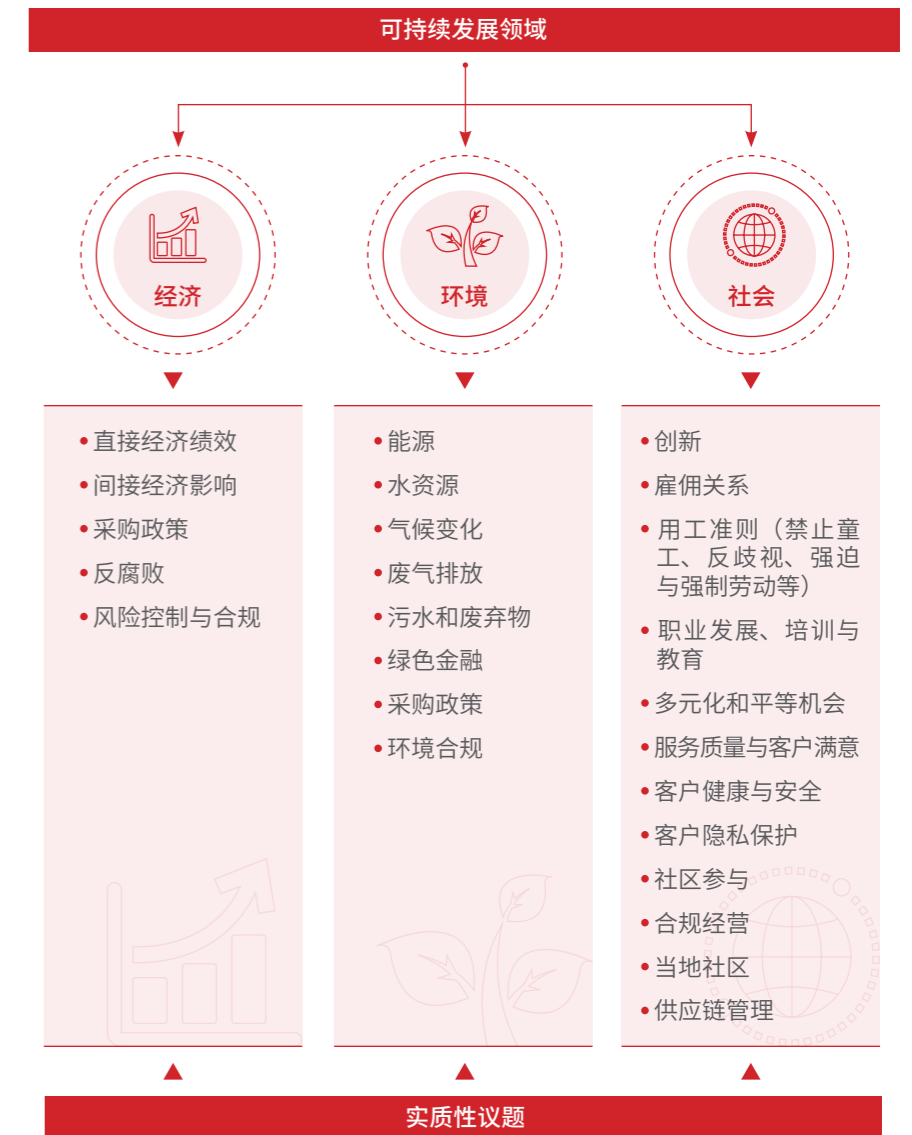 可持续发展领域
经济
环境
社会
•直接经济绩效
•间接经济影响
•采购政策
•反腐败
•风险控制与合规
•能源
•水资源
•气候变化
•废气排放
•污水和废弃物
•绿色金融
•采购政策
•环境合规
•创新
•雇佣关系
•用工准则（禁止童
工、反歧视、强迫
与强制劳动等）
•职业发展、培训与
教育
•多元化和平等机会
•服务质量与客户满意
•客户健康与安全
•客户隐私保护
•社区参与
•合规经营
•当地社区
•供应链管理
实质性议题